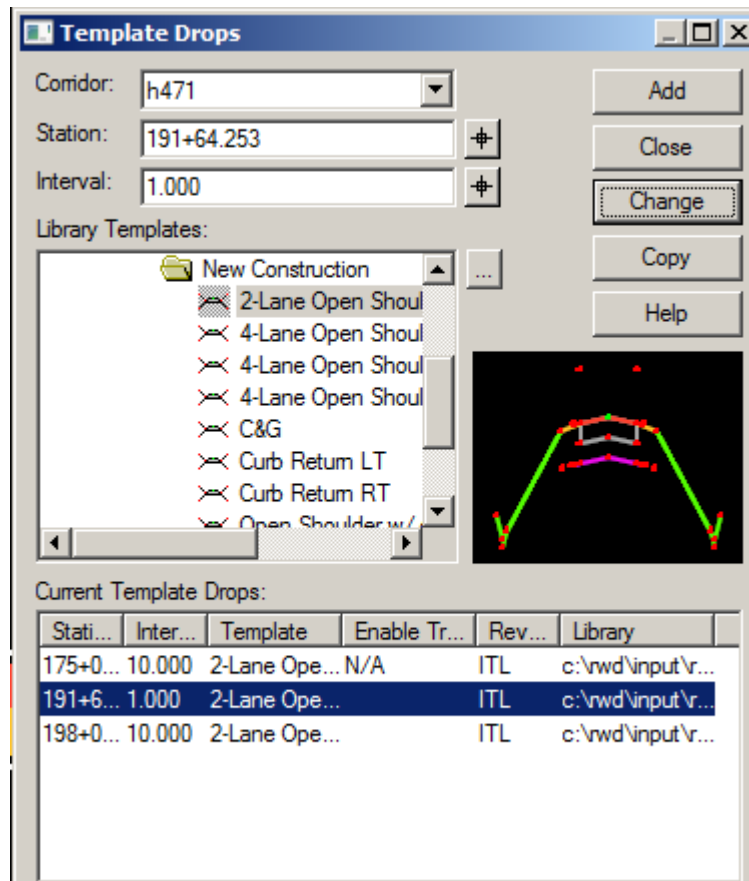 Template Drops
Corridor: h471 Add
Station: 191+64.253 Close
Interval: 1.000 Change
Library Templates:
... Copy
New Construction
2-Lane Open Shoul
Help
4-Lane Open Shoul
4-Lane Open Shoul
4-Lane Open Shoul
C&G
Curb Return LT
Curb Return RT
Open Shoulder w/
Current Template Drops:
Stati... Inter... Template Enable Tr... Rev... Library
175+0... 10.000 2-Lane Ope... N/A ITL c:\rwd\input\r...
191+6... 1.000 2-Lane Ope... ITL c:\rwd\input\r...
198+0... 10.000 2-Lane Ope... ITL c:\rwd\input\r...